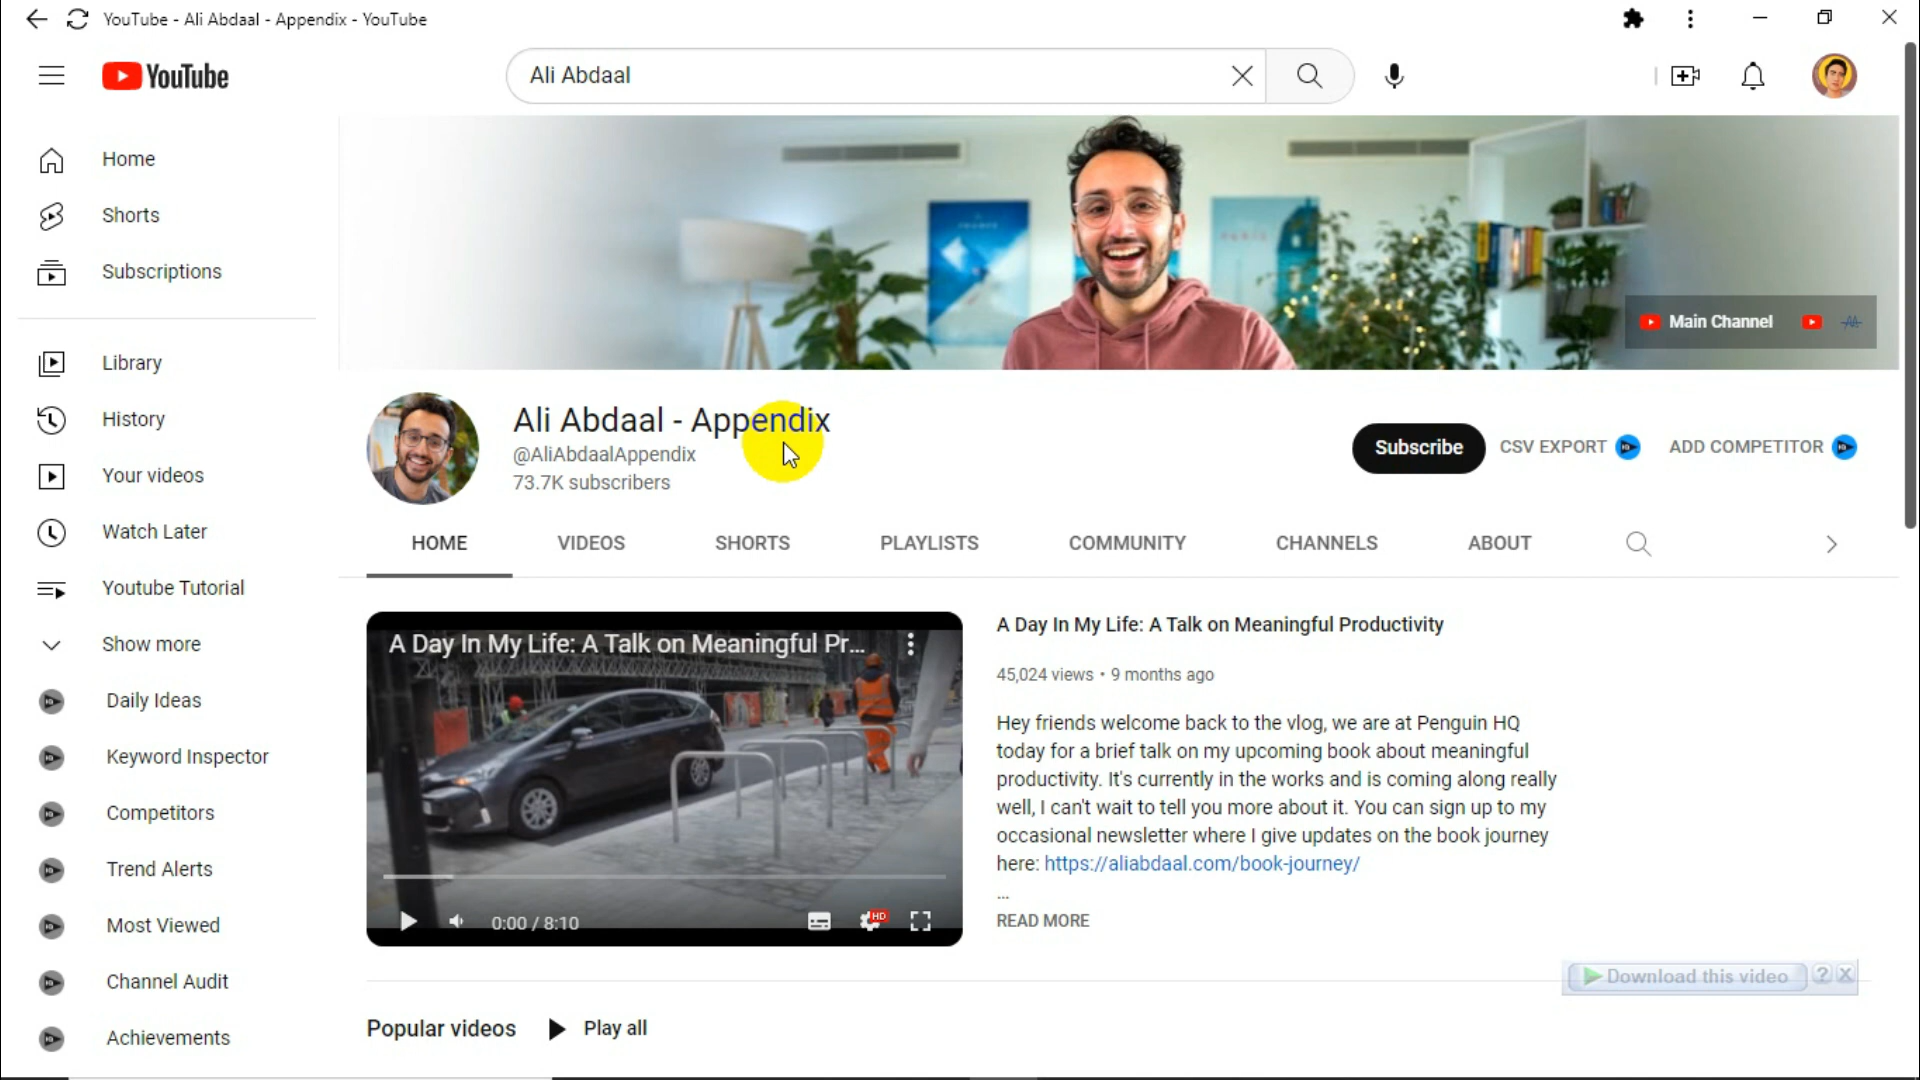 YouTube - Ali Abdaal - Appendix - YouTube
YouTube
Ali Abdaal
Home
Shorts
Subscriptions
Library
History
Your videos
Watch Later
Youtube Tutorial
Show more
Daily Ideas
Keyword Inspector
Competitors
Trend Alerts
Most Viewed
Channel Audit
Achievements
Main Channel
Ali Abdaal - Appendix
@AliAbdaalAppendix
73.7K subscribers
Subscribe
CSV EXPORT
ADD COMPETITOR
HOME
VIDEOS
SHORTS
PLAYLISTS
COMMUNITY
CHANNELS
ABOUT
A Day In My Life: A Talk on Meaningful Pr...
HD
0:00 / 8:10
A Day In My Life: A Talk on Meaningful Productivity
45,024 views • 9 months ago
Hey friends welcome back to the vlog, we are at Penguin HQ
today for a brief talk on my upcoming book about meaningful
productivity. It's currently in the works and is coming along really
well, I can't wait to tell you more about it. You can sign up to my
occasional newsletter where I give updates on the book journey
here: https://aliabdaal.com/book-journey/
...
READ MORE
Download this video ? X
Popular videos
Play all